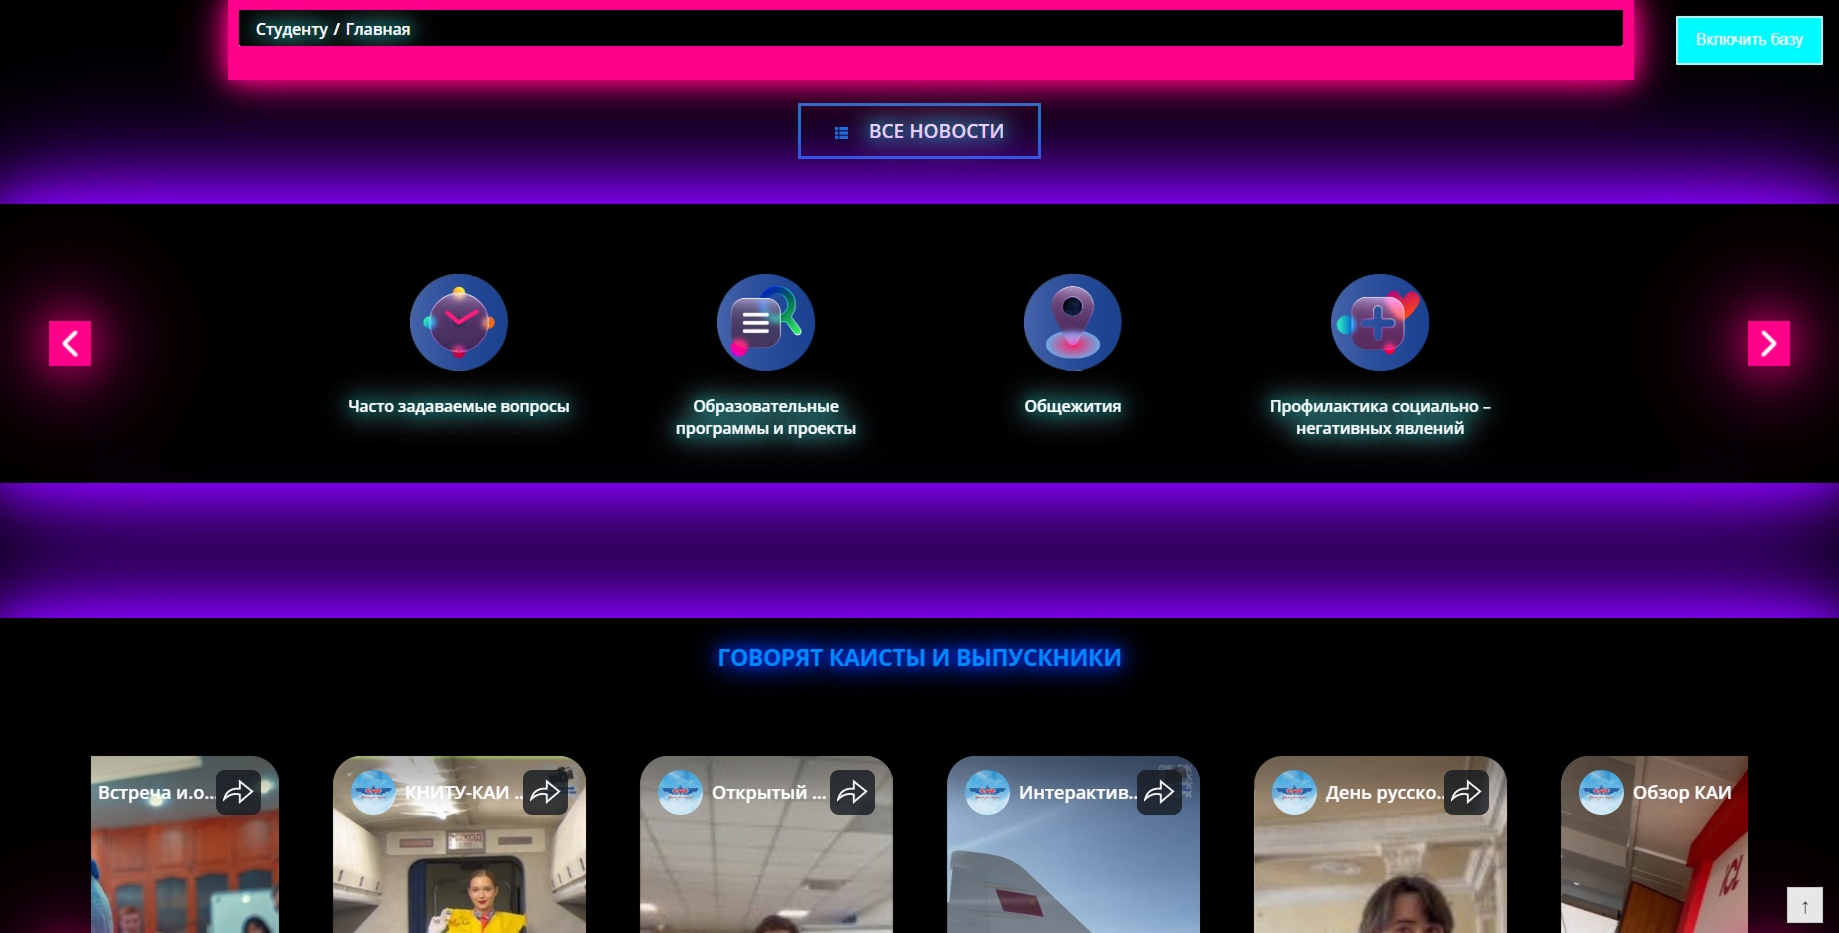 Студенту / Главная
Включить базу
ВСЕ НОВОСТИ
Часто задаваемые вопросы
Образовательные
программы и проекты
Общежития
Профилактика социально –
негативных явлений
ГОВОРЯТ КАИСТЫ И ВЫПУСКНИКИ
Встреча и.о...
КНИТУ-КАИ ...
Открытый ...
Интерактив...
День русско...
Обзор КАИ